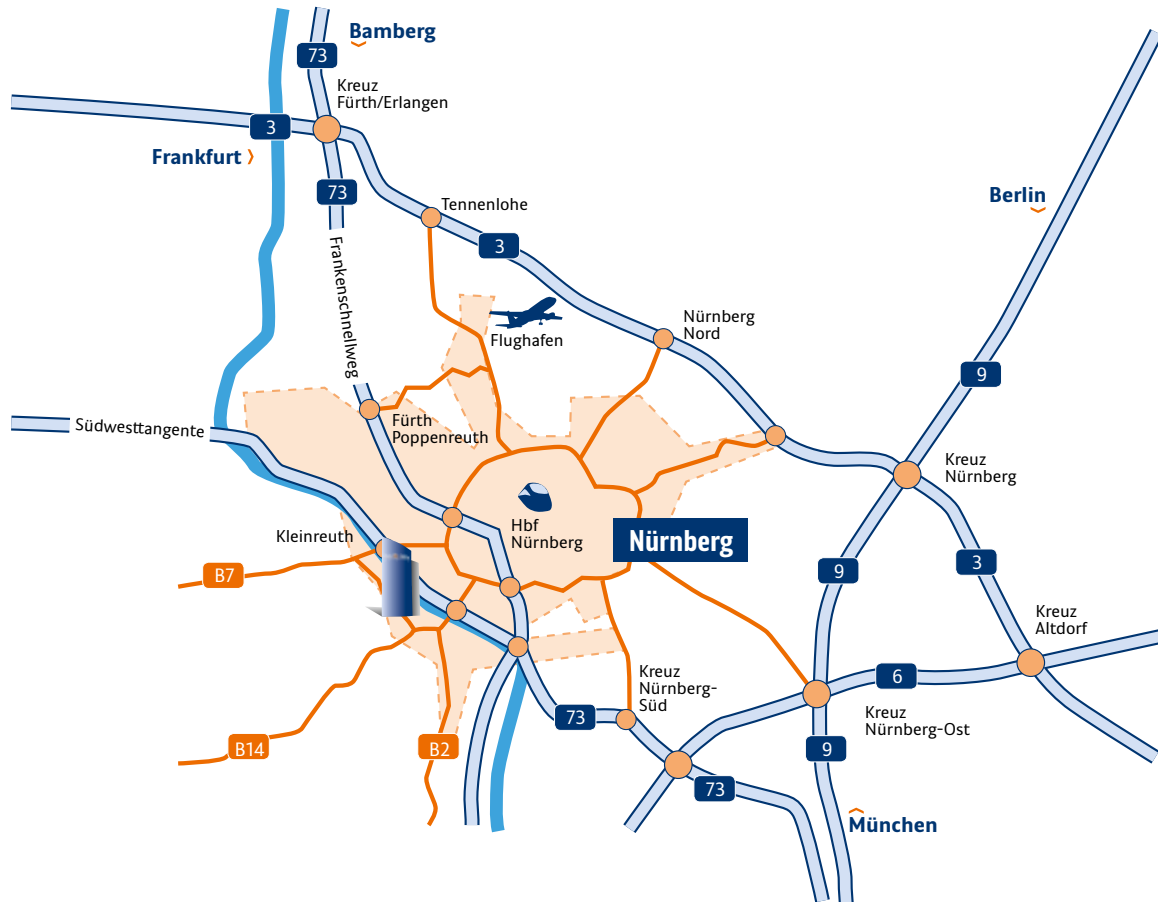 Bamberg
73
Kreuz
Fürth/Erlangen
3
Frankfurt
73
Tennenlohe
Berlin
3
Frankenschnellweg
Flughafen
Nürnberg
Nord
9
Fürth
Poppenreuth
Südwesttangente
Kreuz
Nürnberg
Hbf
Nürnberg
Kleinreuth
Nürnberg
B7
9
3
Kreuz
Altdorf
Kreuz
Nürnberg-
Süd
6
73
Kreuz
Nürnberg-Ost
B14
B2
9
73
München